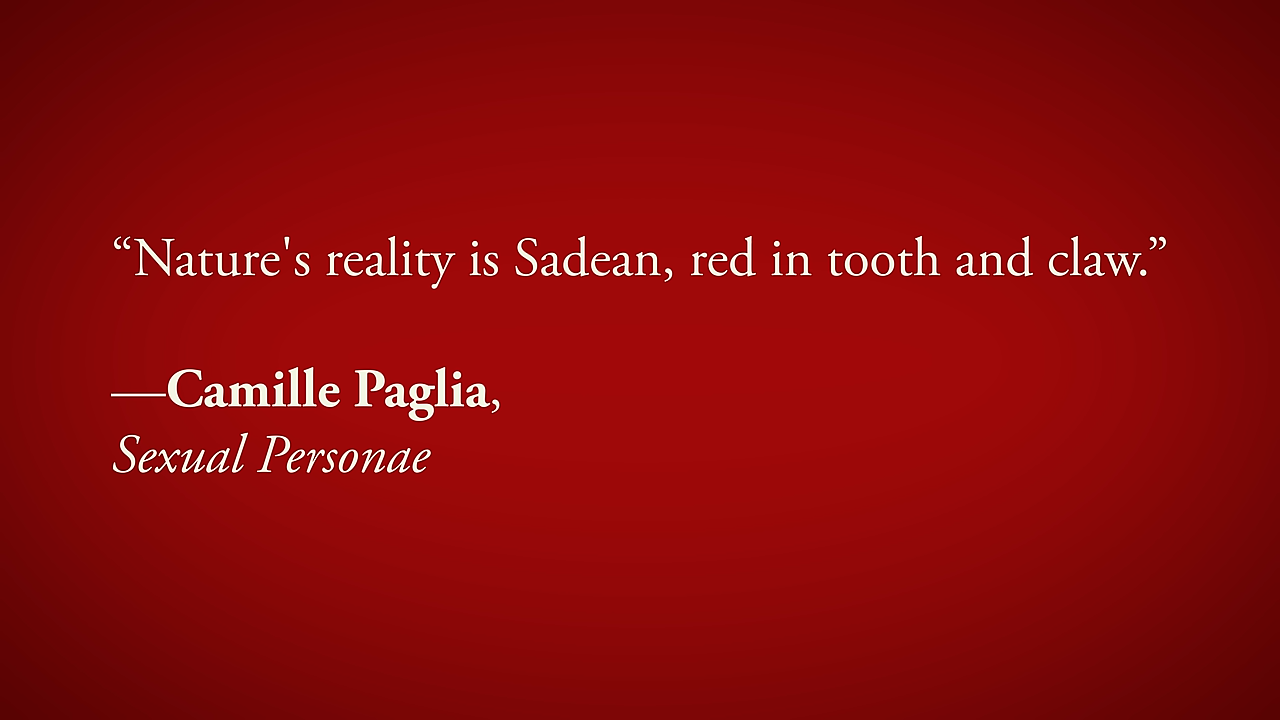 “Nature's reality is Sadean, red in tooth and claw.”
—Camille Paglia,
Sexual Personae